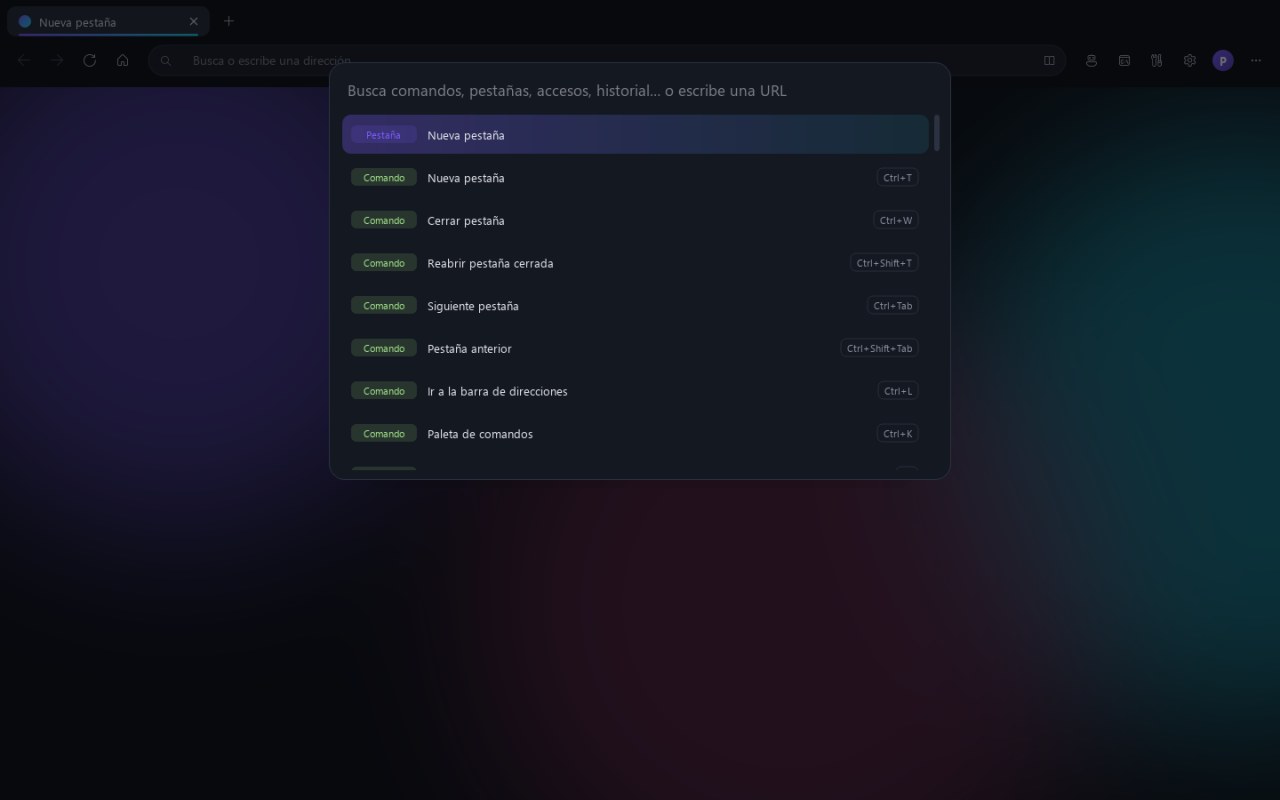 Nueva pestaña
Busca o escribe una dirección
P
Busca comandos, pestañas, accesos, historial... o escribe una URL
Pestaña Nueva pestaña
Comando Nueva pestaña Ctrl+T
Comando Cerrar pestaña Ctrl+W
Comando Reabrir pestaña cerrada Ctrl+Shift+T
Comando Siguiente pestaña Ctrl+Tab
Comando Pestaña anterior Ctrl+Shift+Tab
Comando Ir a la barra de direcciones Ctrl+L
Comando Paleta de comandos Ctrl+K